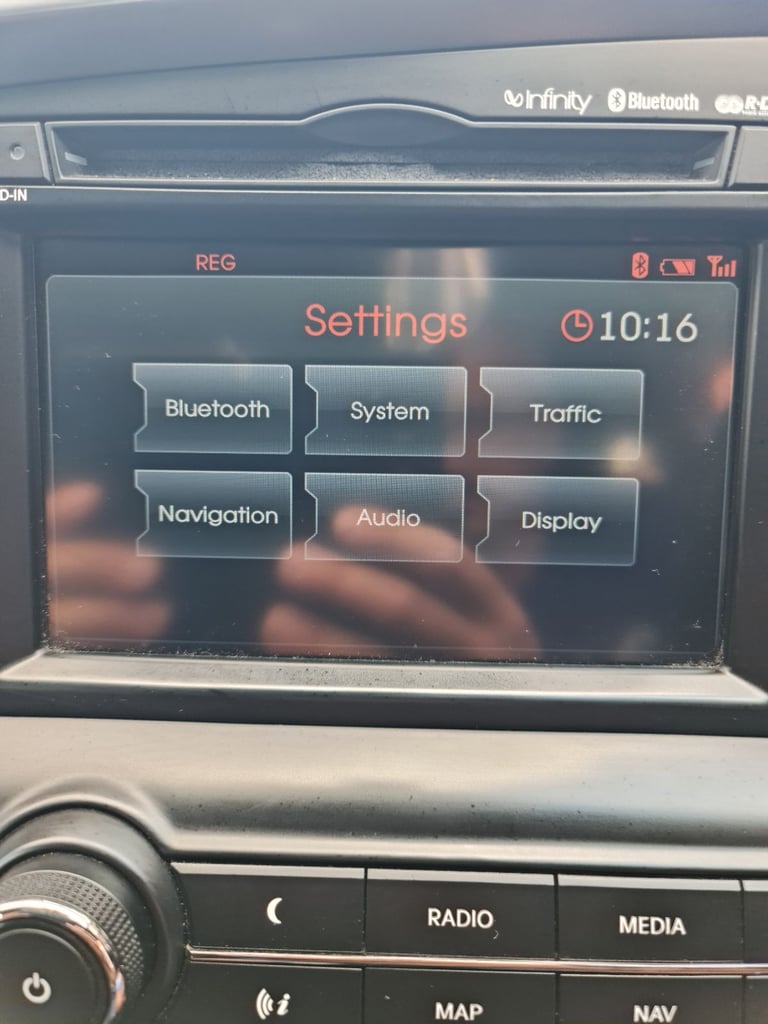 Infinity Bluetooth R-D
D-IN
REG
Settings 10:16
Bluetooth System Traffic
Navigation Audio Display
RADIO MEDIA
i MAP NAV